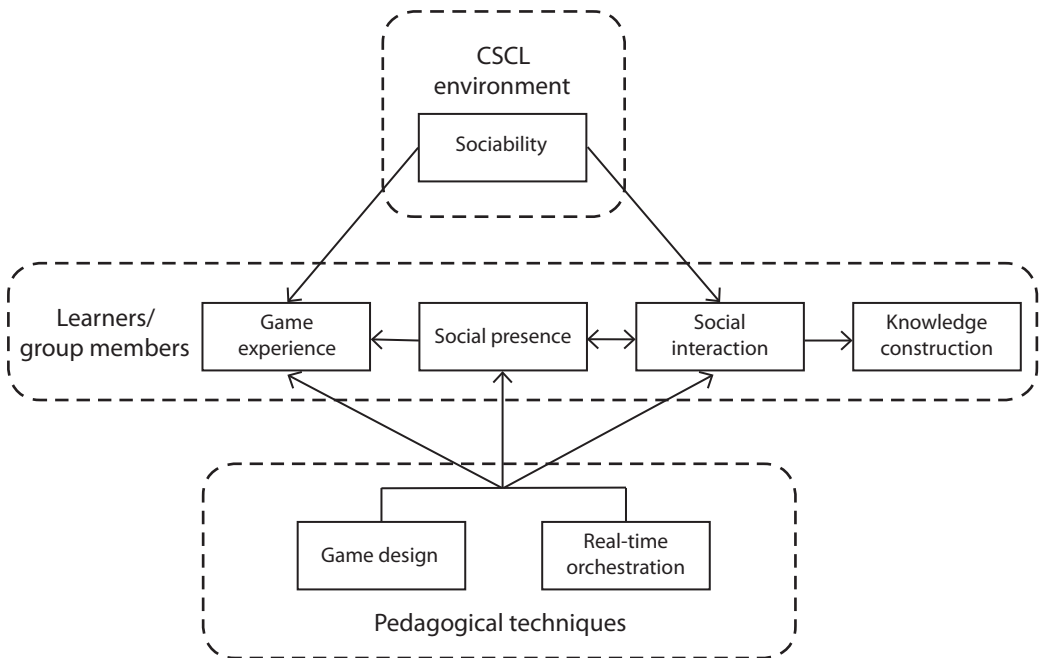 CSCL
environment
Sociability
Learners/
group members
Game
experience
Social presence
Social
interaction
Knowledge
construction
Game design
Real-time
orchestration
Pedagogical techniques